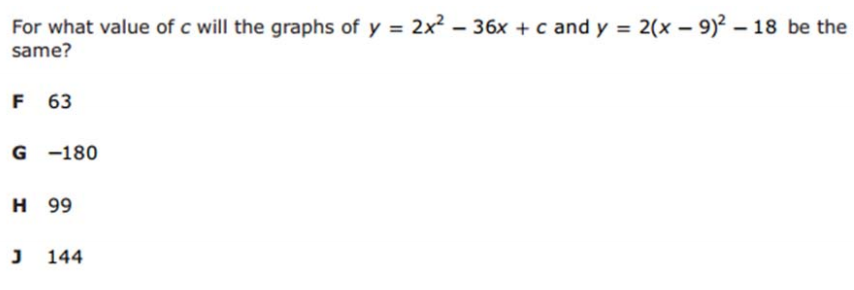 For what value of c will the graphs of y = 2x² – 36x + c and y = 2(x – 9)² – 18 be the
same?
F 63
G –180
H 99
J 144